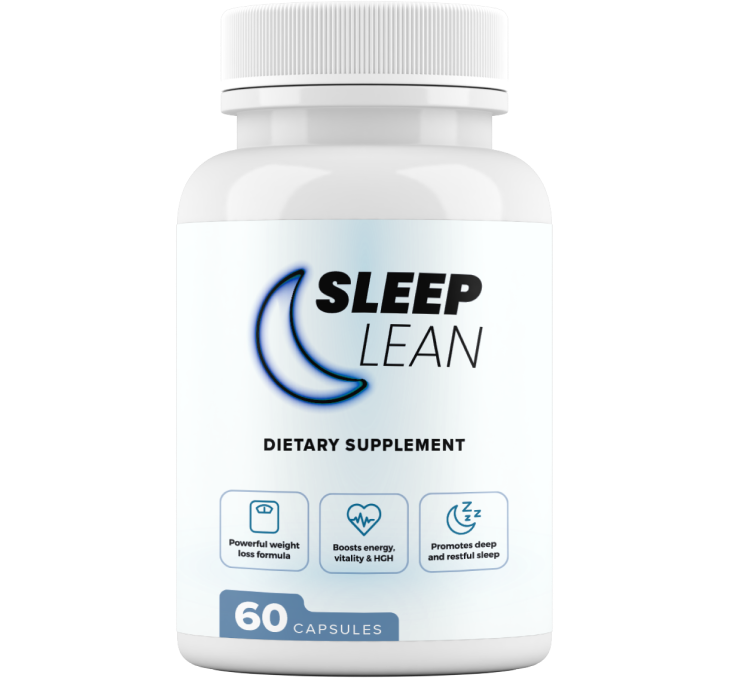 SLEEP
LEAN
DIETARY SUPPLEMENT
Powerful weight
loss formula
Boosts energy,
vitality & HGH
Z Z
Z Z
Promotes deep
and restful sleep
60 CAPSULES